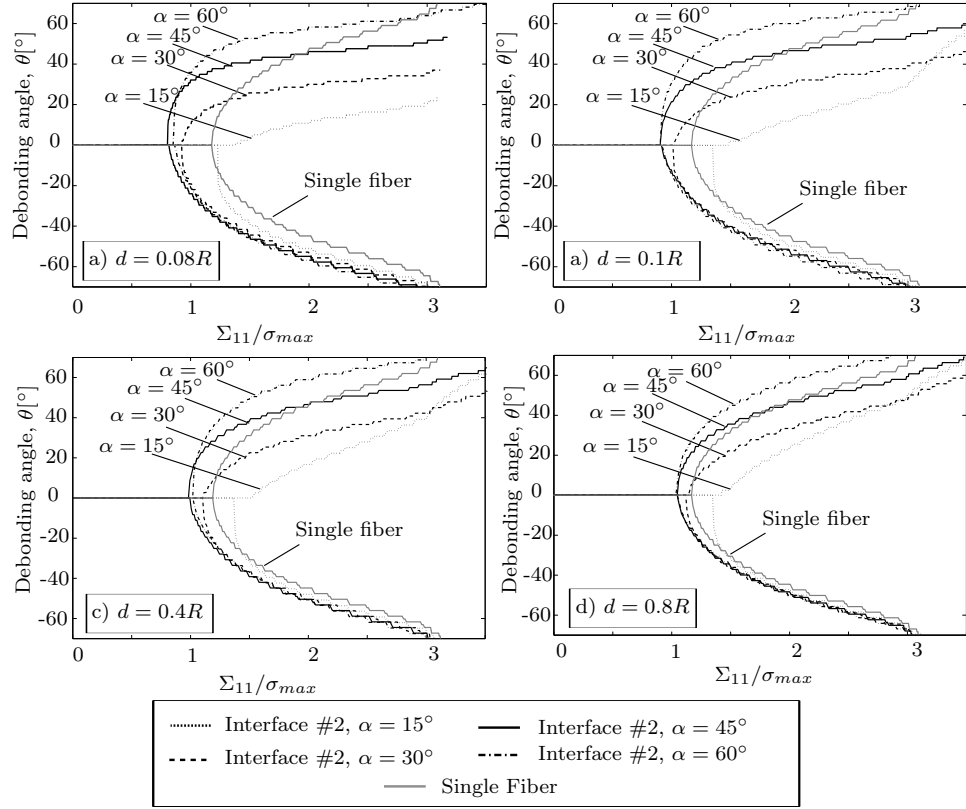 Debonding angle, θ[°]
60
40
20
0
-20
-40
-60
α = 60°
α = 45°
α = 30°
α = 15°
Single fiber
a) d = 0.08R
0 1 2 3
Σ11/σmax
Debonding angle, θ[°]
60
40
20
0
-20
-40
-60
α = 60°
α = 45°
α = 30°
α = 15°
Single fiber
a) d = 0.1R
0 1 2 3
Σ11/σmax
Debonding angle, θ[°]
60
40
20
0
-20
-40
-60
α = 60°
α = 45°
α = 30°
α = 15°
Single fiber
c) d = 0.4R
0 1 2 3
Σ11/σmax
Debonding angle, θ[°]
60
40
20
0
-20
-40
-60
α = 60°
α = 45°
α = 30°
α = 15°
Single fiber
d) d = 0.8R
0 1 2 3
Σ11/σmax
Interface #2, α = 15°
Interface #2, α = 45°
Interface #2, α = 30°
Interface #2, α = 60°
Single Fiber